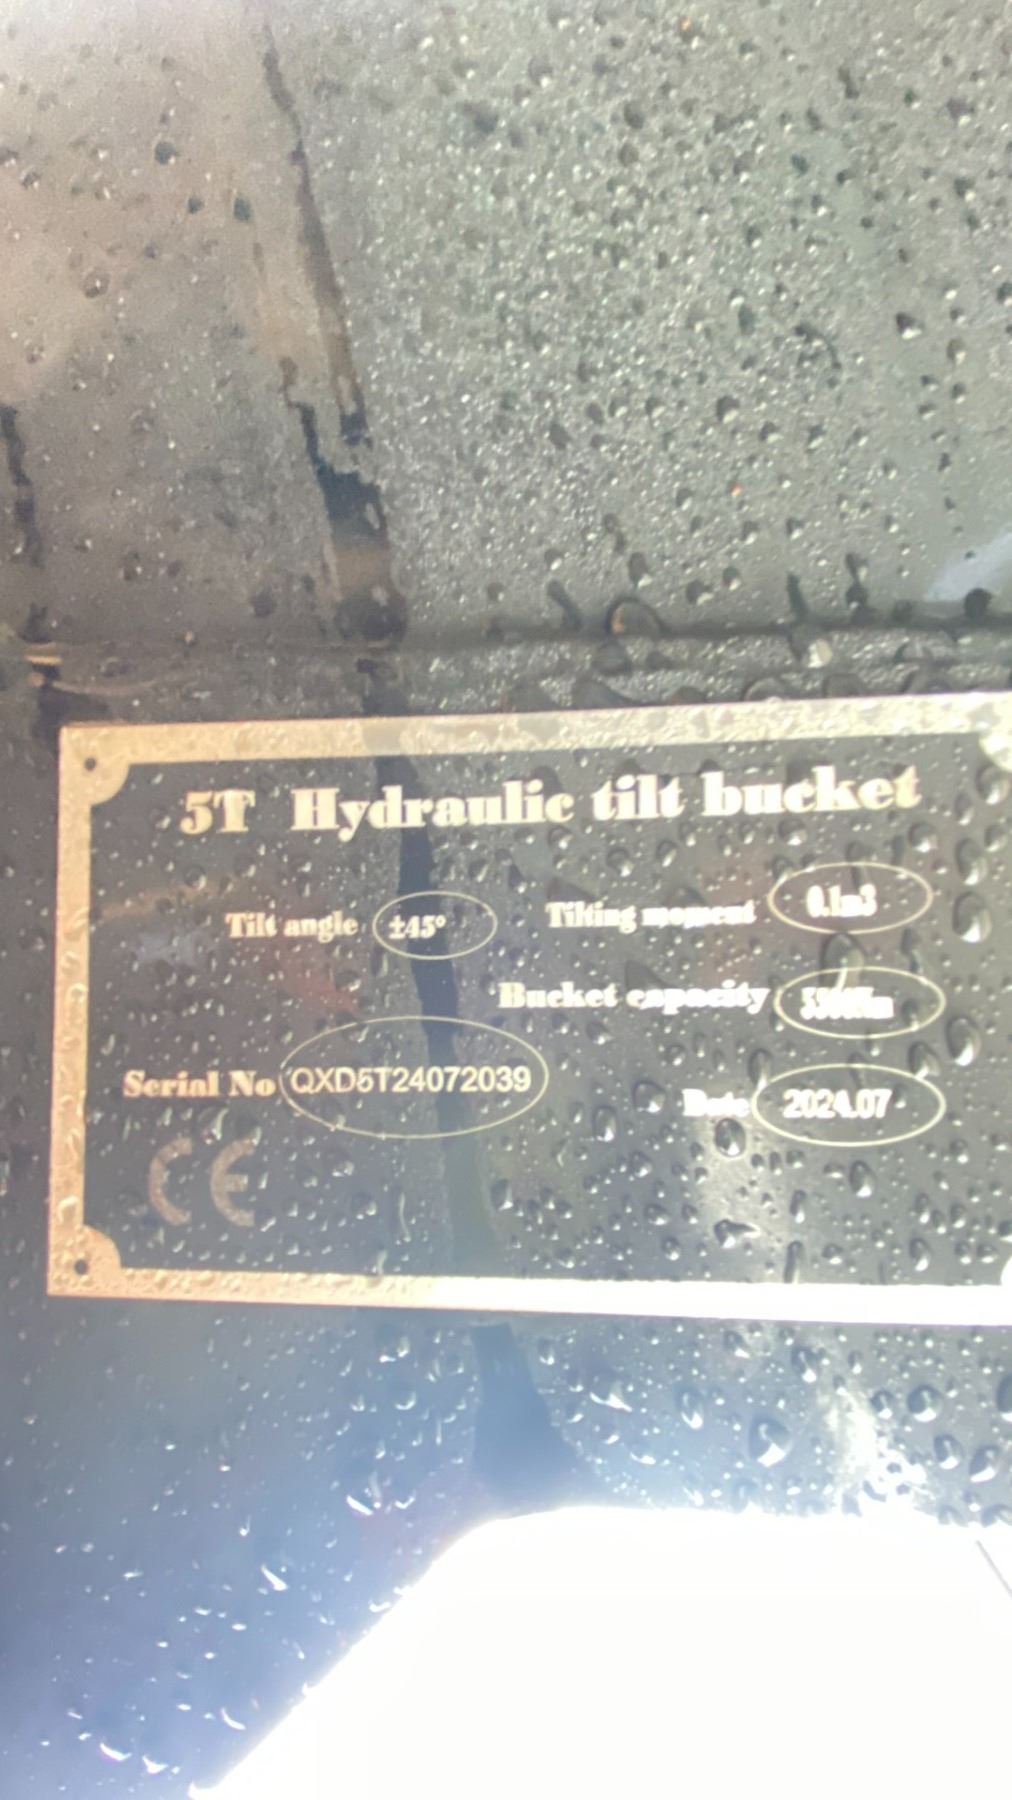 5T Hydraulic tilt bucket
Tilt angle ±45° Tilting moment 0.1m3
Bucket capacity
Serial No QXD5T24072039
Date 2024.07
CE